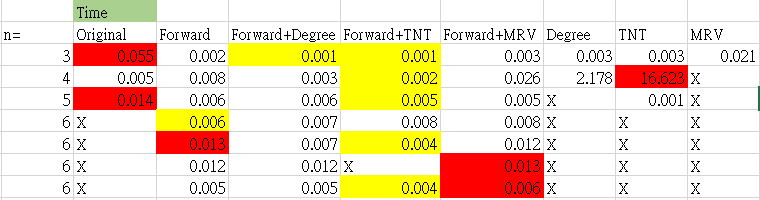 Time
n= Original Forward Forward+Degree Forward+TNT Forward+MRV Degree TNT MRV
3 0.055 0.002 0.001 0.001 0.003 0.003 0.003 0.021
4 0.005 0.008 0.003 0.002 0.026 2.178 16.623 X
5 0.014 0.006 0.006 0.005 0.005 X 0.001 X
6 X 0.006 0.007 0.008 0.008 X X X
6 X 0.013 0.007 0.004 0.012 X X X
6 X 0.012 0.012 X 0.013 X X X
6 X 0.005 0.005 0.004 0.006 X X X